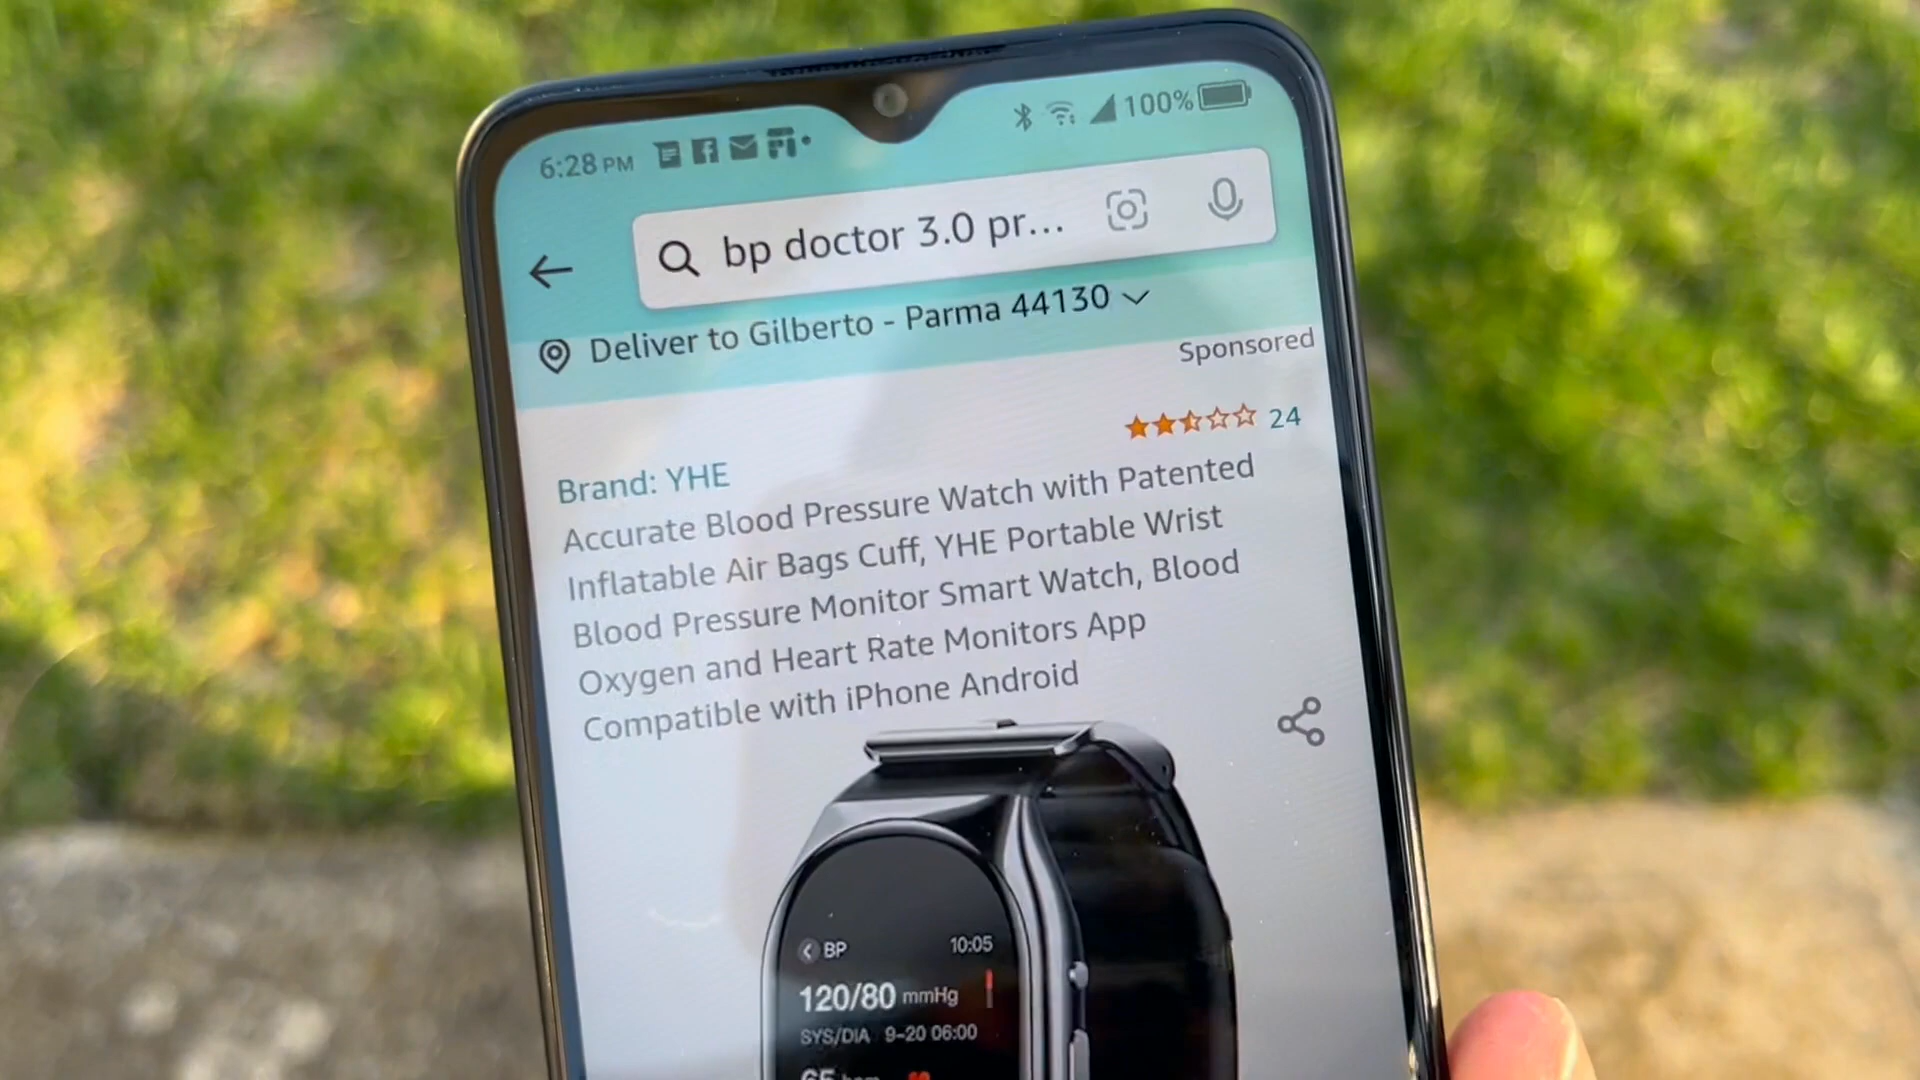 6:28 PM
100%
bp doctor 3.0 pr...
Deliver to Gilberto - Parma 44130
Sponsored
24
Brand: YHE
Accurate Blood Pressure Watch with Patented
Inflatable Air Bags Cuff, YHE Portable Wrist
Blood Pressure Monitor Smart Watch, Blood
Oxygen and Heart Rate Monitors App
Compatible with iPhone Android
BP 10:05
120/80 mmHg
SYS/DIA 9-20 06:00
65 bpm